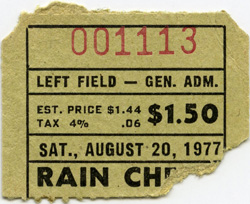 001113
LEFT FIELD — GEN. ADM.
EST. PRICE $1.44
TAX 4% .06 $1.50
SAT., AUGUST 20, 1977
RAIN CHE